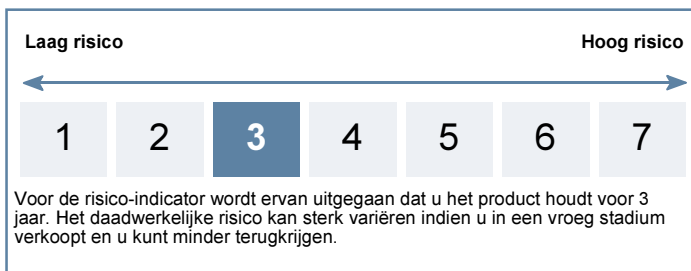 Laag risico Hoog risico
1 2 3 4 5 6 7
Voor de risico-indicator wordt ervan uitgegaan dat u het product houdt voor 3
jaar. Het daadwerkelijke risico kan sterk variëren indien u in een vroeg stadium
verkoopt en u kunt minder terugkrijgen.